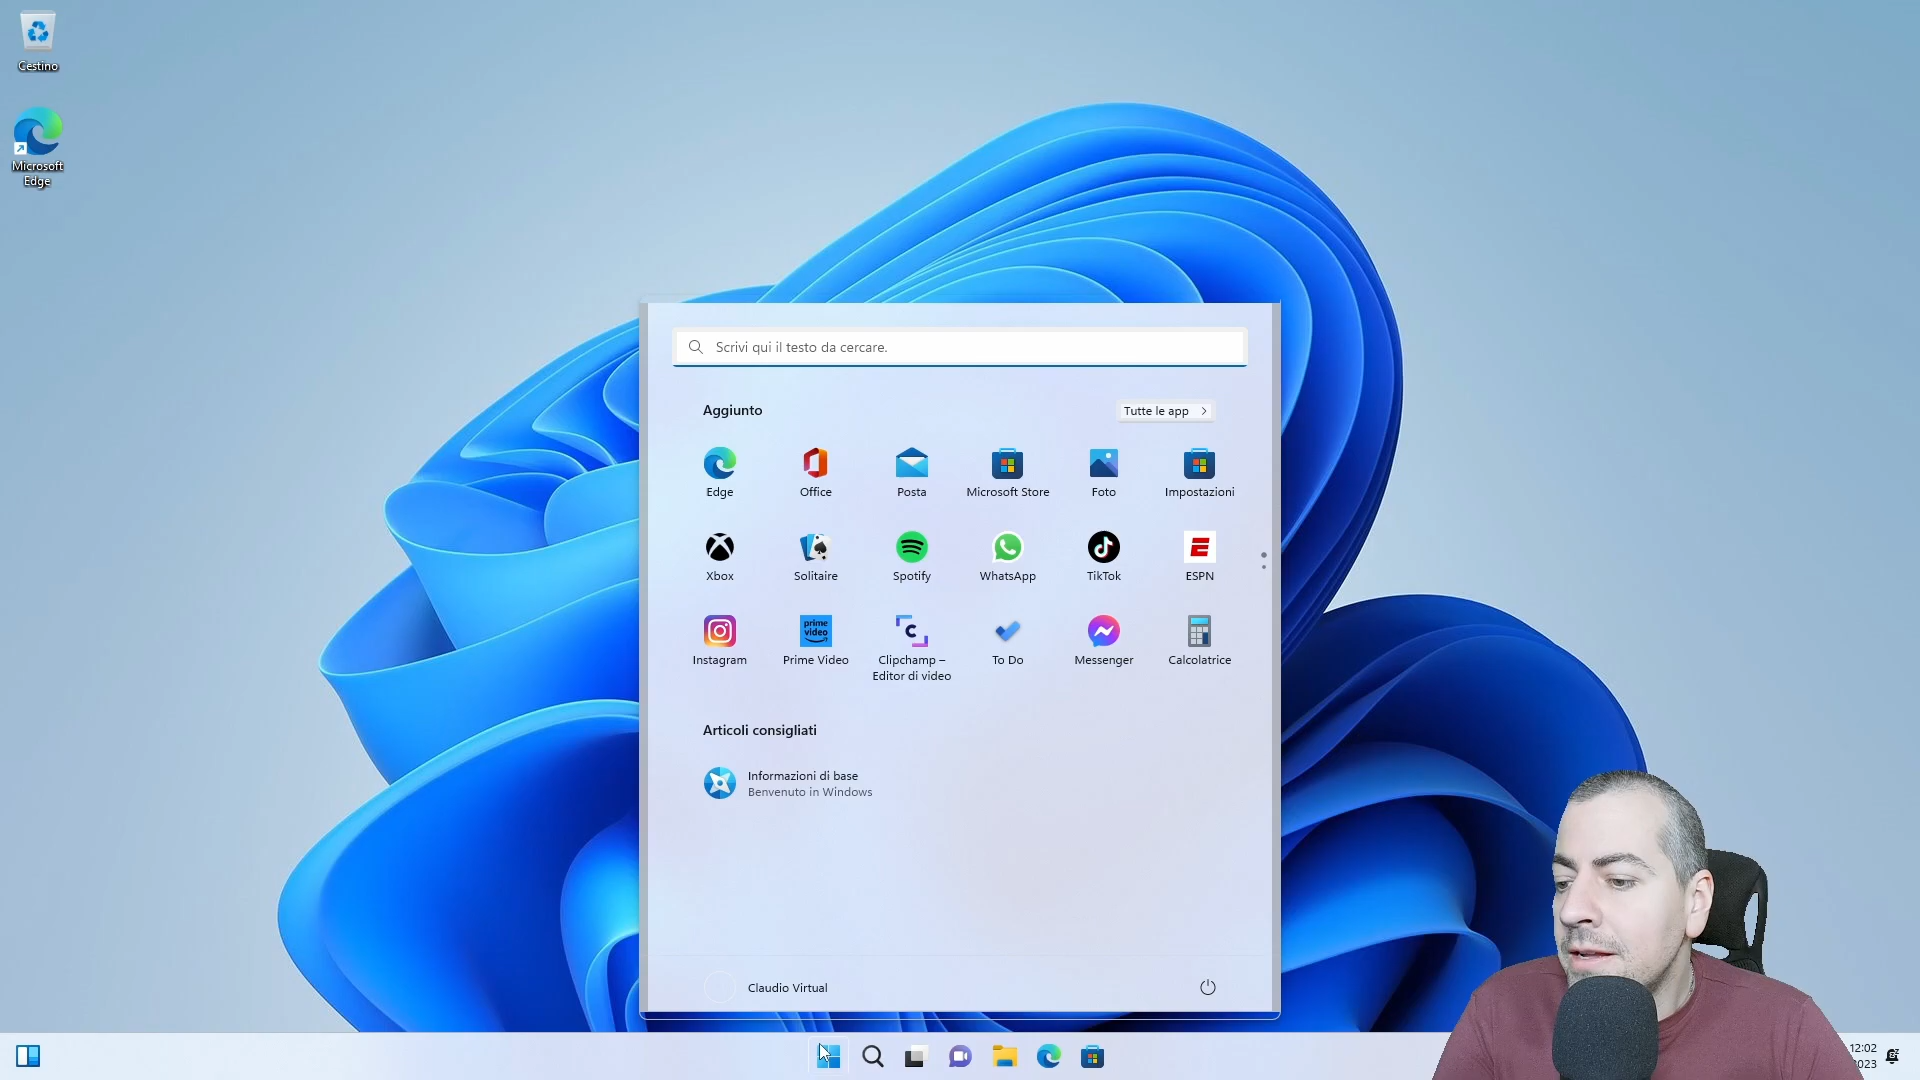 Cestino
Microsoft
Edge
Scrivi qui il testo da cercare.
Aggiunto
Tutte le app
Edge
Office
Posta
Microsoft Store
Foto
Impostazioni
Xbox
Solitaire
Spotify
WhatsApp
TikTok
ESPN
Instagram
prime
video
Prime Video
Clipchamp –
Editor di video
To Do
Messenger
Calcolatrice
Articoli consigliati
Informazioni di base
Benvenuto in Windows
Claudio Virtual
12:02
2023